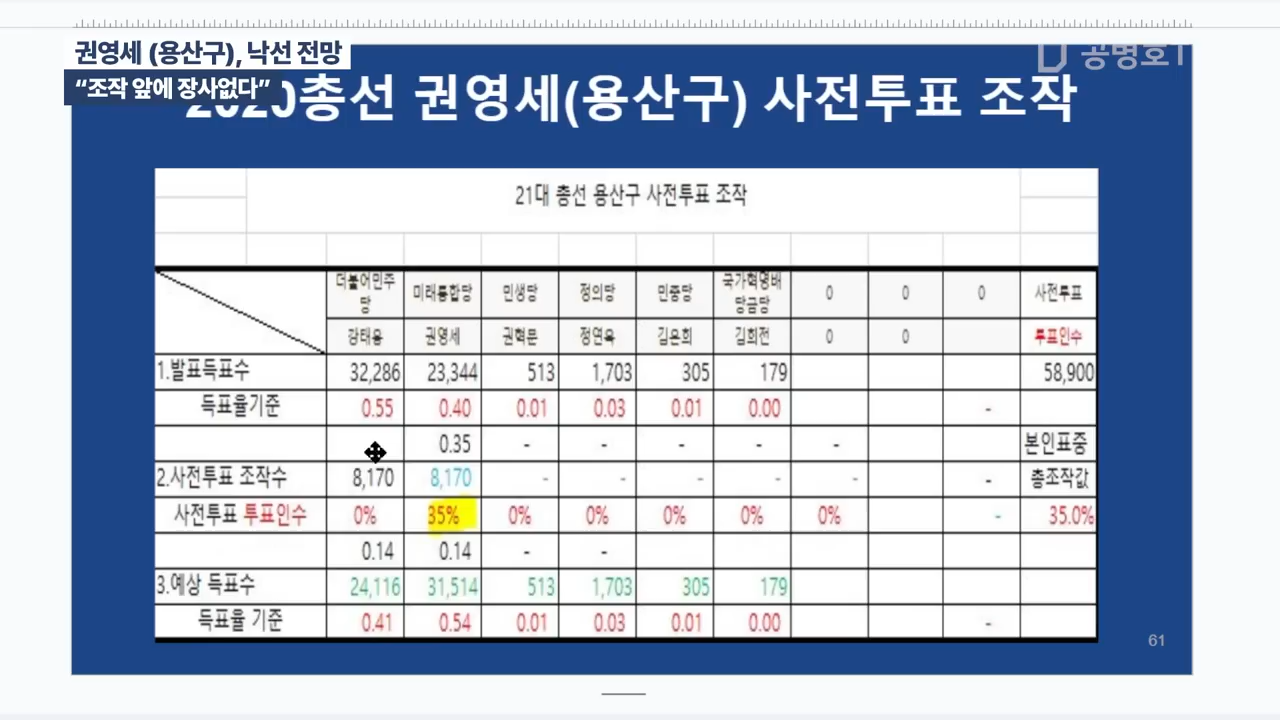 권영세 (용산구), 낙선 전망
“조작 앞에 장사없다”
공병호T
2020총선 권영세(용산구) 사전투표 조작
21대 총선 용산구 사전투표 조작
더불어민주당 미래통합당 민생당 정의당 민중당 국가혁명배당금당 0 0 0 사전투표
강태웅 권영세 권혁문 정연욱 김은희 김희전 0 0 투표인수
1.발표득표수 32,286 23,344 513 1,703 305 179 58,900
득표율기준 0.55 0.40 0.01 0.03 0.01 0.00 -
0.35 - - - - - 본인표중
2.사전투표 조작수 8,170 8,170 - - - - - - 총조작값
사전투표 투표인수 0% 35% 0% 0% 0% 0% 0% - 35.0%
0.14 0.14 - -
3.예상 득표수 24,116 31,514 513 1,703 305 179
득표율 기준 0.41 0.54 0.01 0.03 0.01 0.00 -
61